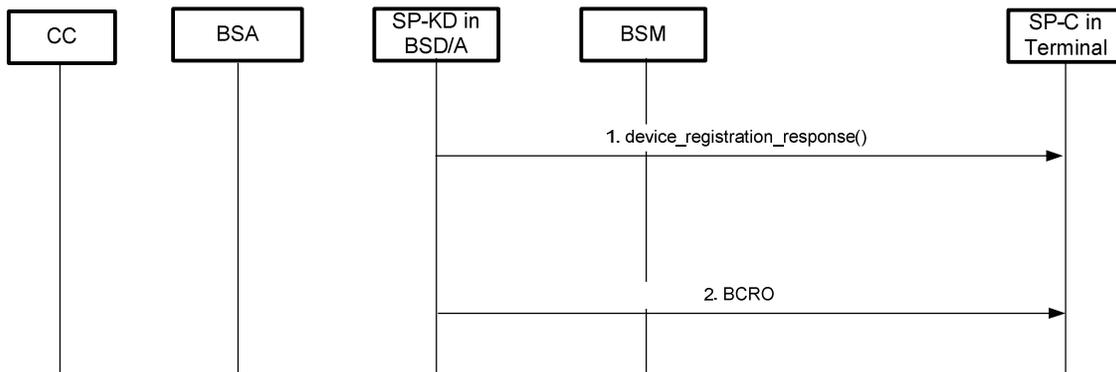 CC
BSA
SP-KD in
BSD/A
BSM
SP-C in
Terminal
1. device_registration_response()
2. BCRO